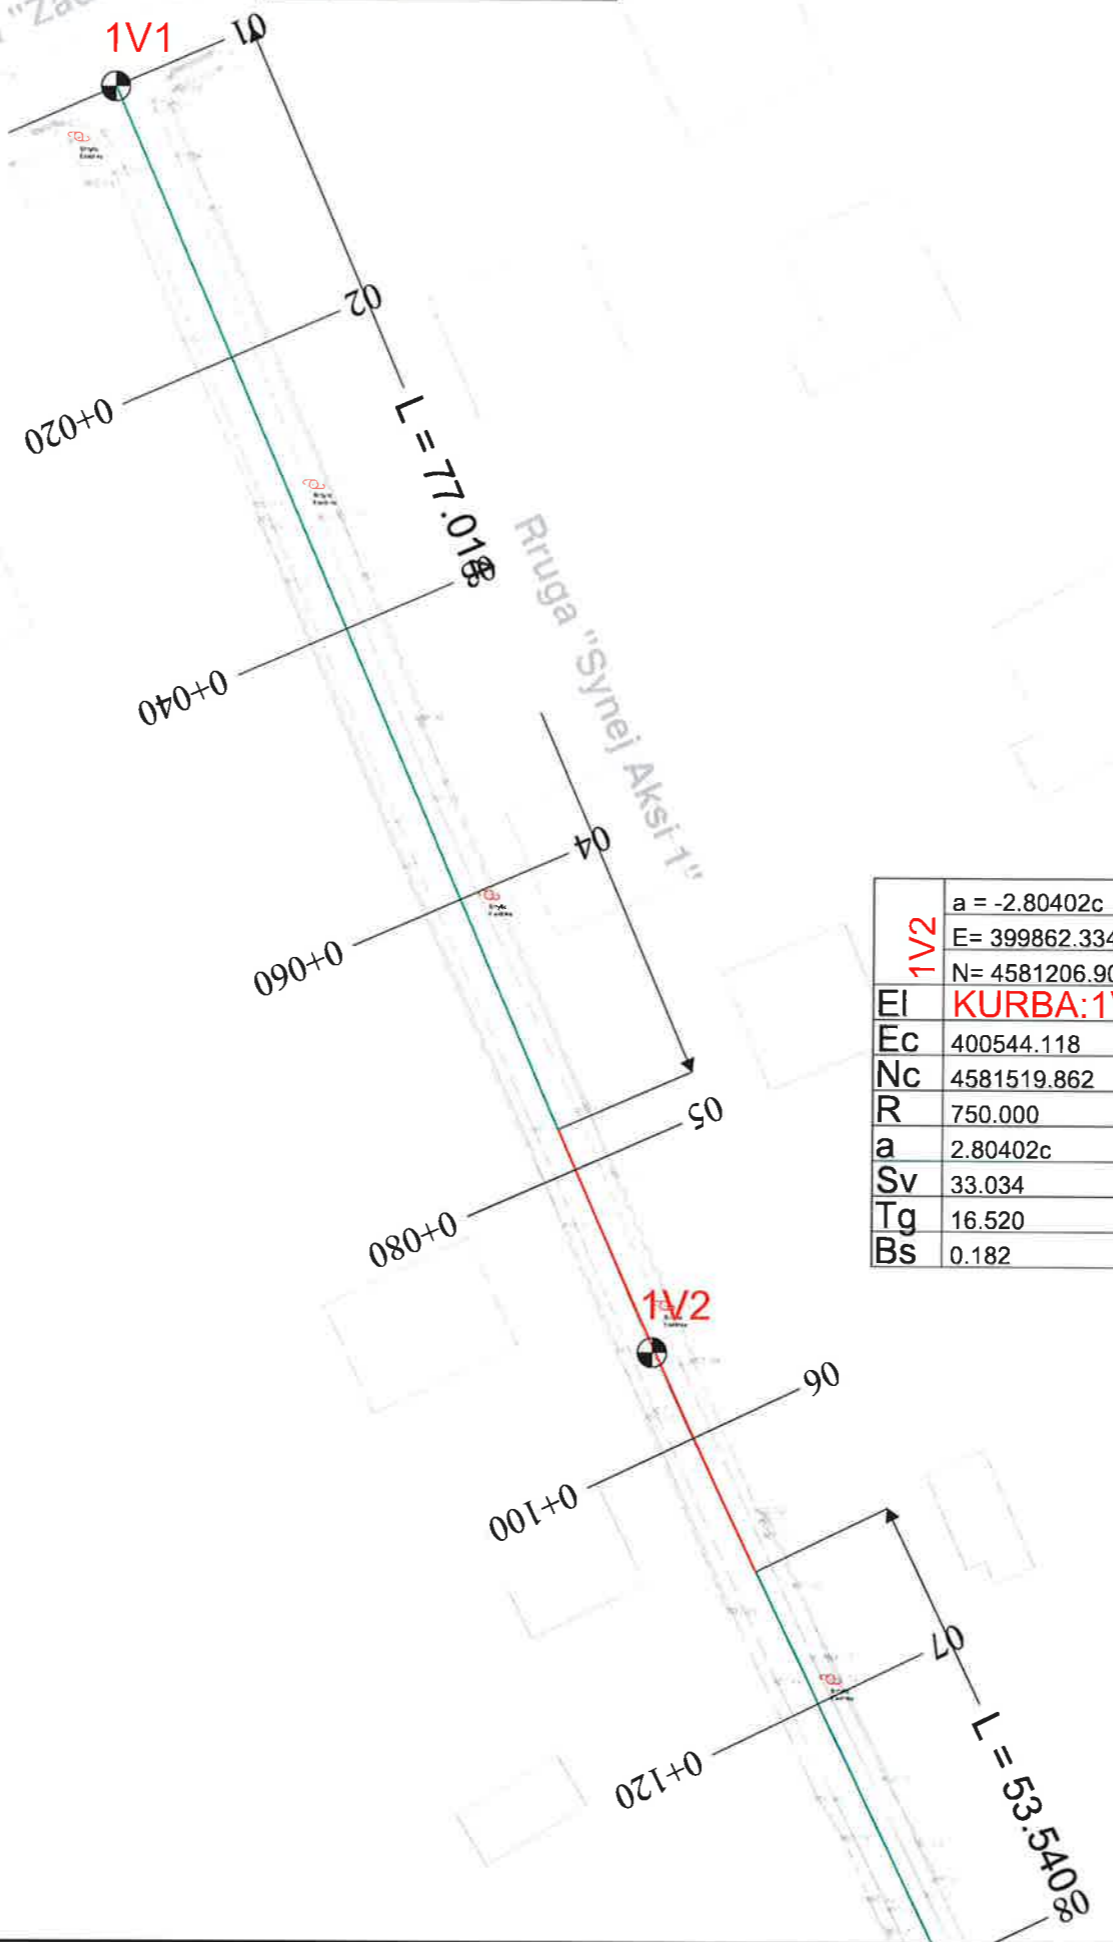 1V1
01
02
0+020
L = 77.018
0+040
Rruga "Synej Aksi 1"
04
0+060
05
0+080
1V2
06
0+100
07
0+120
L = 53.540
08
1V2
a = -2.80402c
E= 399862.334
N= 4581206.90
El KURBA:1V
Ec 400544.118
Nc 4581519.862
R 750.000
a 2.80402c
Sv 33.034
Tg 16.520
Bs 0.182